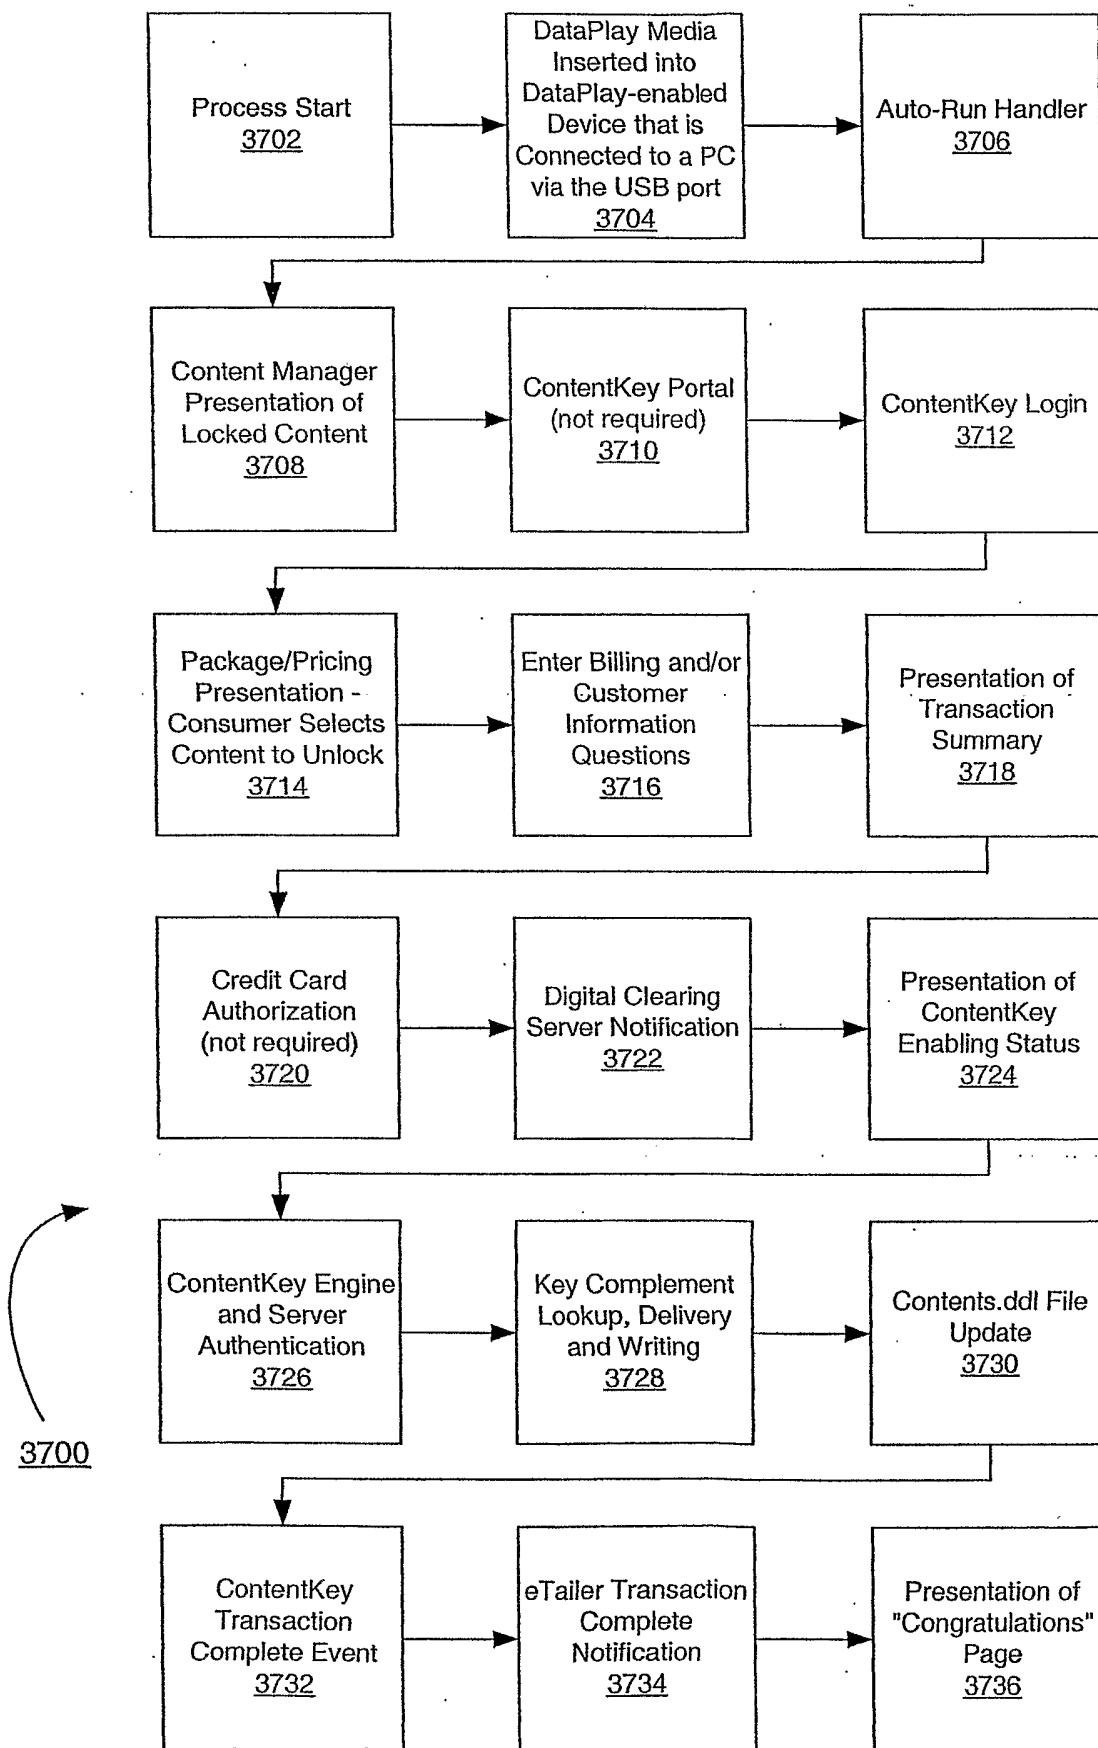 Process Start
3702
DataPlay Media
Inserted into
DataPlay-enabled
Device that is
Connected to a PC
via the USB port
3704
Auto-Run Handler
3706
Content Manager
Presentation of
Locked Content
3708
ContentKey Portal
(not required)
3710
ContentKey Login
3712
Package/Pricing
Presentation -
Consumer Selects
Content to Unlock
3714
Enter Billing and/or
Customer
Information
Questions
3716
Presentation of
Transaction
Summary
3718
Credit Card
Authorization
(not required)
3720
Digital Clearing
Server Notification
3722
Presentation of
ContentKey
Enabling Status
3724
ContentKey Engine
and Server
Authentication
3726
Key Complement
Lookup, Delivery
and Writing
3728
Contents.ddl File
Update
3730
3700
ContentKey
Transaction
Complete Event
3732
eTailer Transaction
Complete
Notification
3734
Presentation of
"Congratulations"
Page
3736